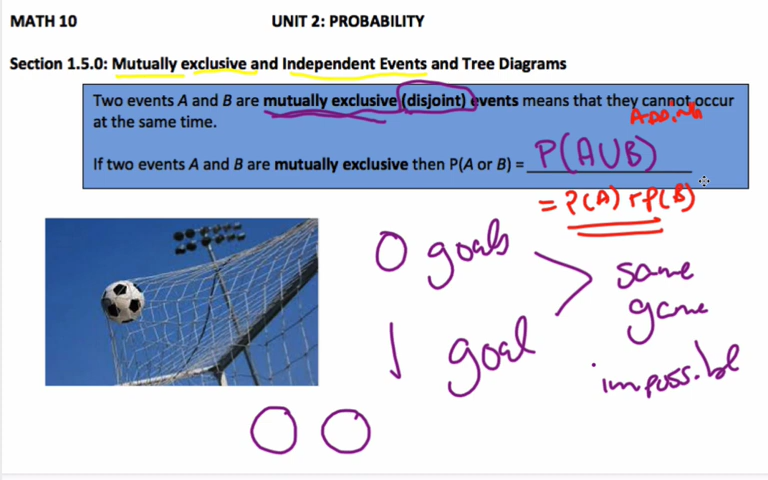 MATH 10 UNIT 2: PROBABILITY
Section 1.5.0: Mutually exclusive and Independent Events and Tree Diagrams
Two events A and B are mutually exclusive (disjoint) events means that they cannot occur
at the same time.
If two events A and B are mutually exclusive then P(A or B) = P(A∪B)
= P(A) + P(B)
0 goals
1 goal
same
game
impossible